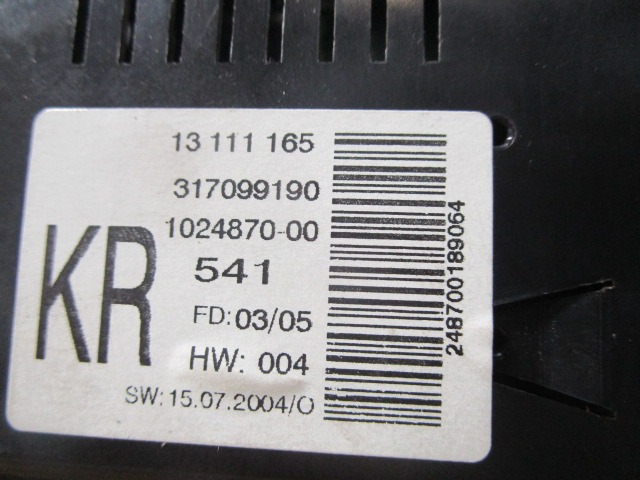 13 111 165
317099190
1024870-00
KR
541
FD: 03/05
HW: 004
SW: 15.07.2004/O
248700189064